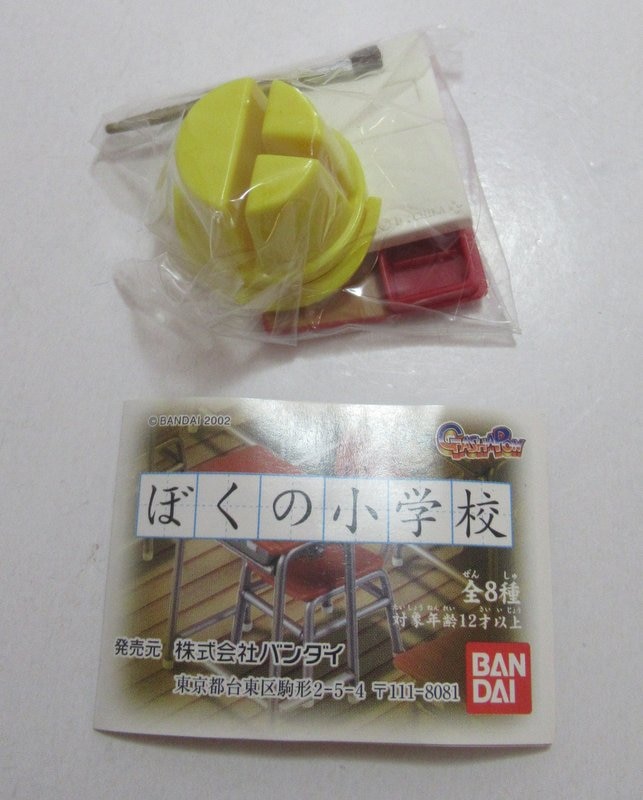 © BANDAI 2002
GASHAPON
ぼくの小学校
ぜん しゅ
全8種
たいしょうねんれい さいいじょう
対象年齢12才以上
発売元 株式会社バンダイ
東京都台東区駒形2-5-4 〒111-8081
BAN
DAI